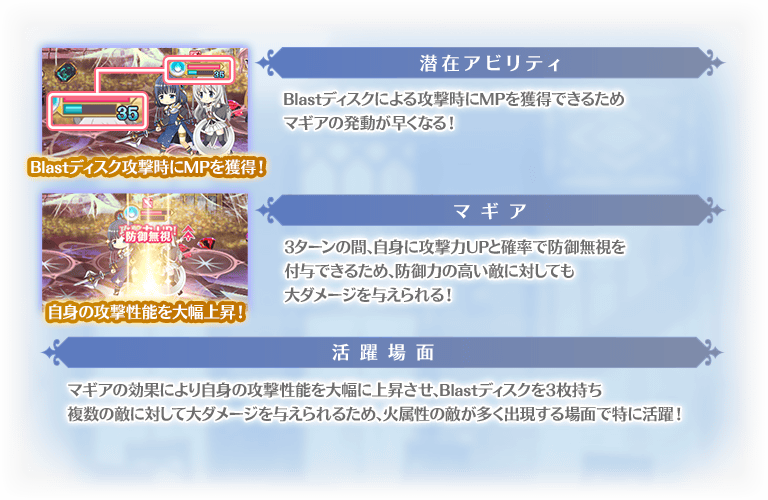 潜在アビリティ
35
35
Blastディスク攻撃時にMPを獲得!
Blastディスクによる攻撃時にMPを獲得できるため
マギアの発動が早くなる!
マギア
防御無視
自身の攻撃性能を大幅上昇!
3ターンの間、自身に攻撃力UPと確率で防御無視を
付与できるため、防御力の高い敵に対しても
大ダメージを与えられる!
活躍場面
マギアの効果により自身の攻撃性能を大幅に上昇させ、Blastディスクを3枚持ち
複数の敵に対して大ダメージを与えられるため、火属性の敵が多く出現する場面で特に活躍!